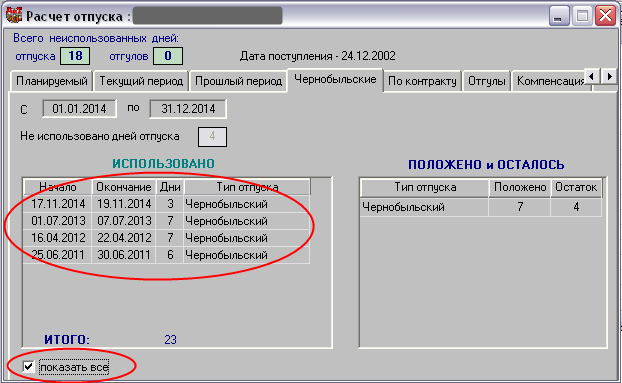 Расчет отпуска :
Всего неиспользованных дней:
отпуска 18 отгулов 0 Дата поступления - 24.12.2002
Планируемый Текущий период Прошлый период Чернобыльские По контракту Отгулы Компенсация
С 01.01.2014 по 31.12.2014
Не использовано дней отпуска 4
ИСПОЛЬЗОВАНО
Начало Окончание Дни Тип отпуска
17.11.2014 19.11.2014 3 Чернобыльский
01.07.2013 07.07.2013 7 Чернобыльский
16.04.2012 22.04.2012 7 Чернобыльский
25.06.2011 30.06.2011 6 Чернобыльский
ИТОГО: 23
показать все
ПОЛОЖЕНО и ОСТАЛОСЬ
Тип отпуска Положено Остаток
Чернобыльский 7 4